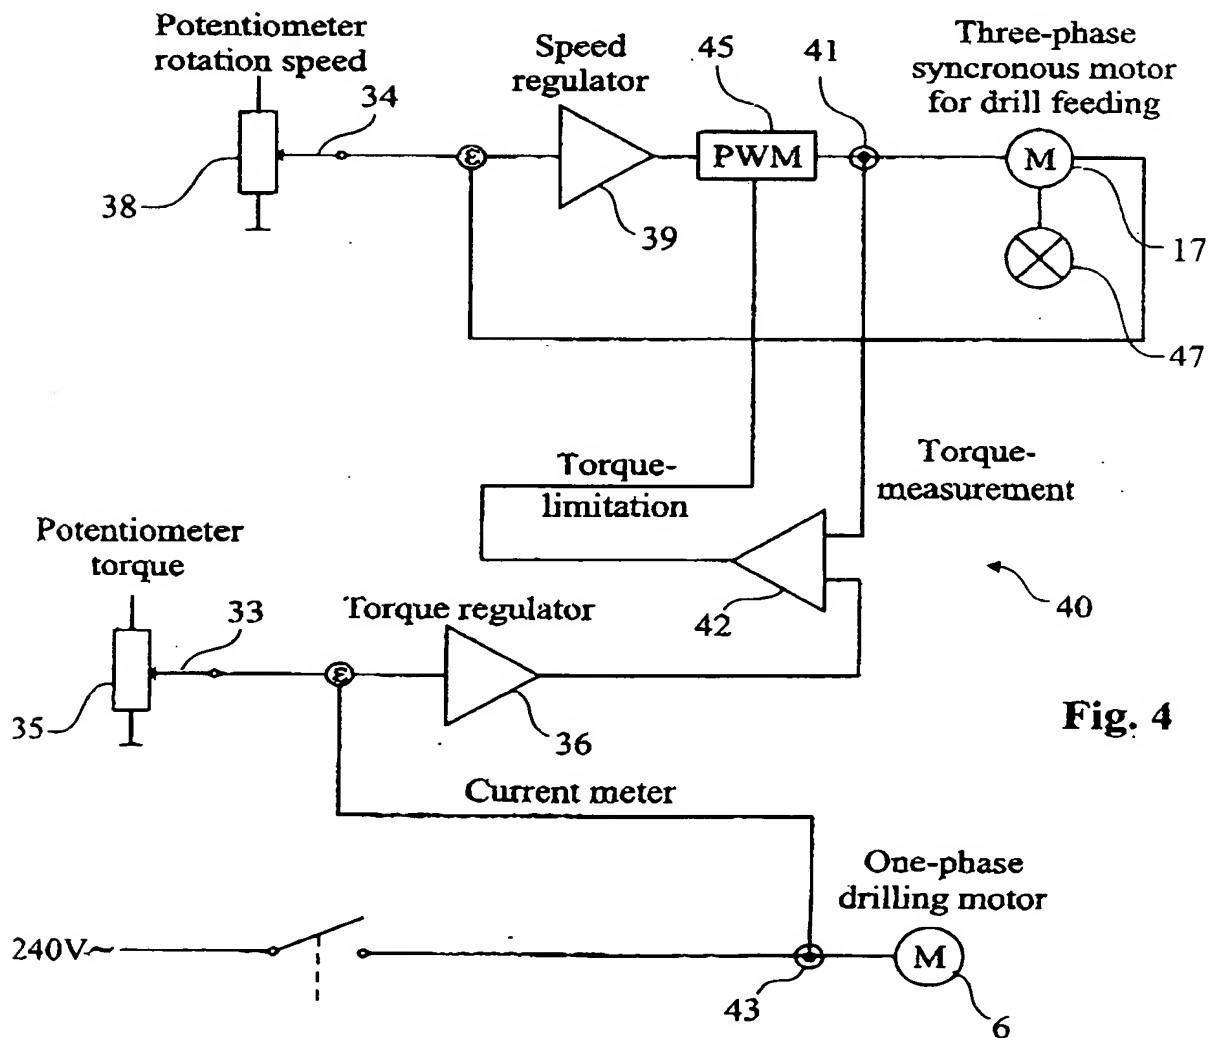 Potentiometer
rotation speed
34
38
Speed
regulator
39
45
PWM
41
Three-phase
syncronous motor
for drill feeding
M
17
47
ε
Torque-
limitation
Torque-
measurement
42
40
Potentiometer
torque
33
35
ε
Torque regulator
36
Fig. 4
Current meter
One-phase
drilling motor
240V~
43
M
6